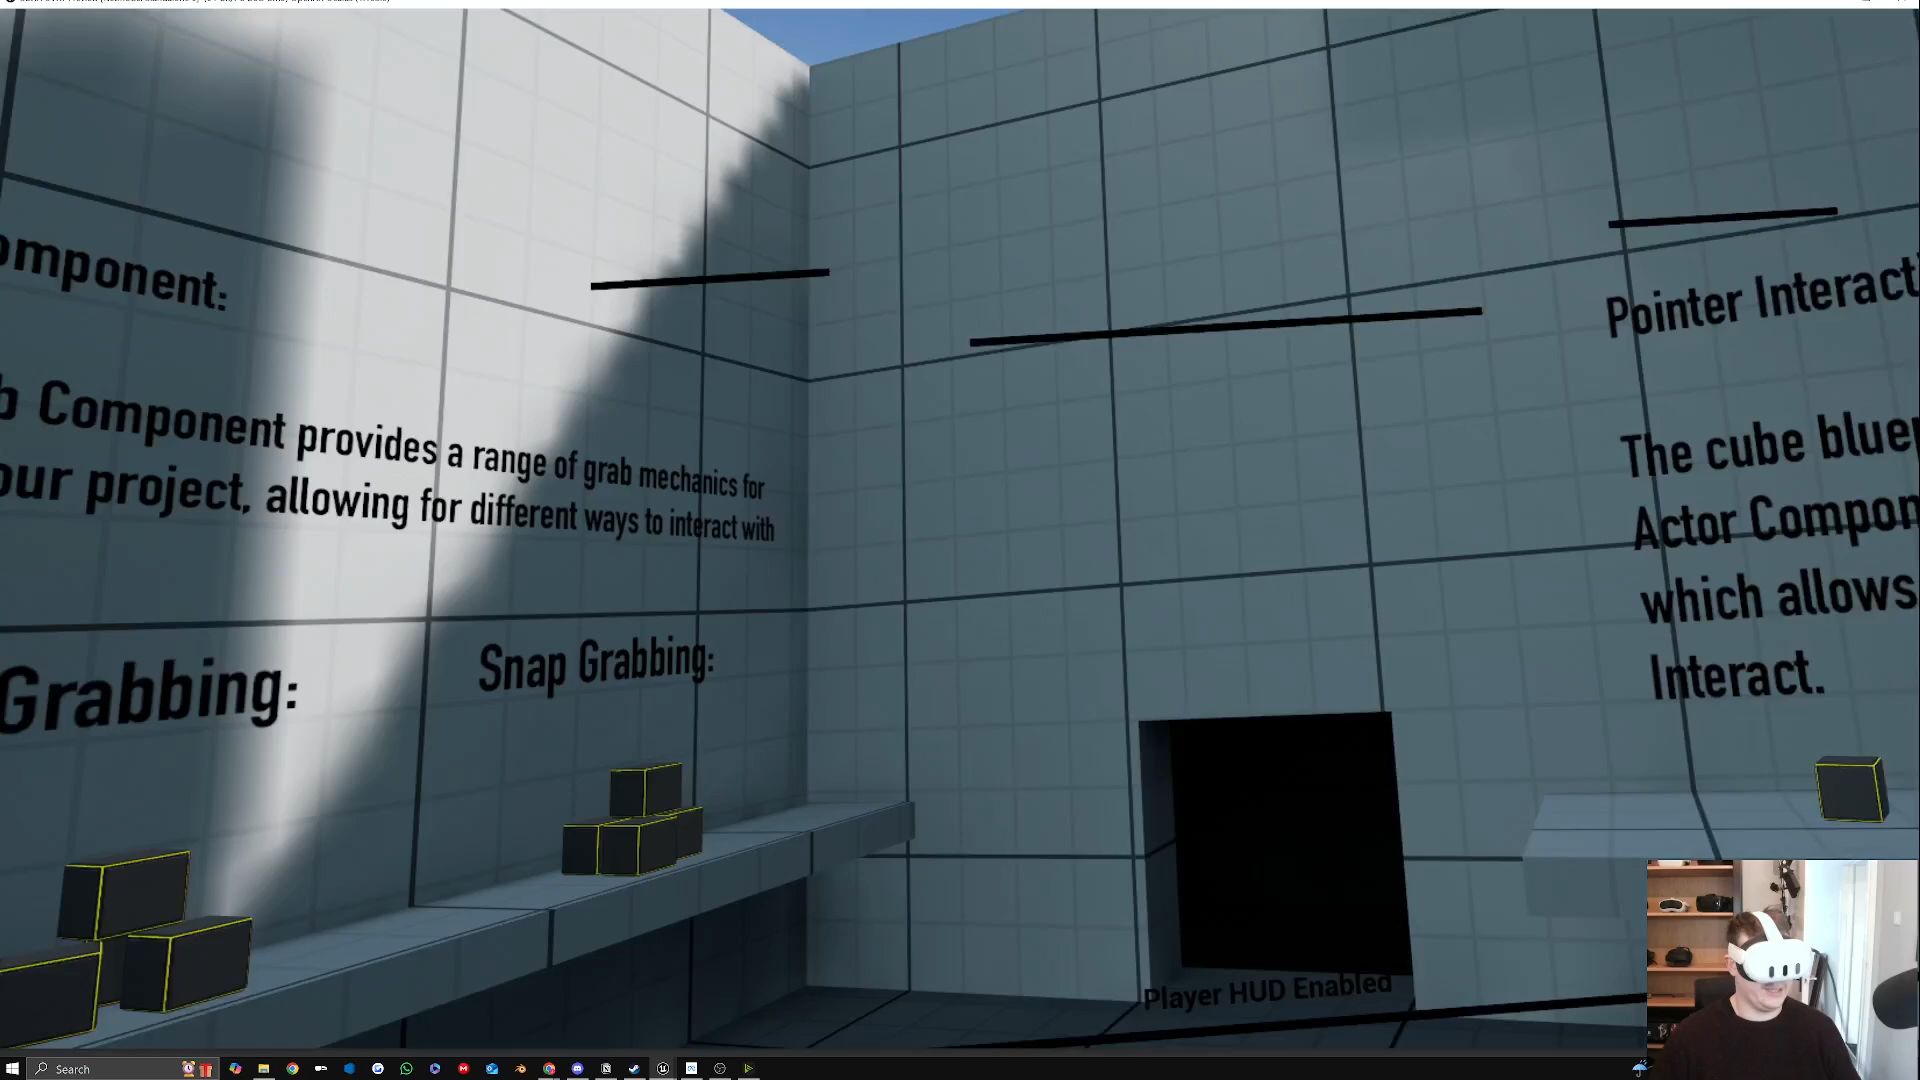 omponent:
b Component provides a range of grab mechanics for
our project, allowing for different ways to interact with
Grabbing:
Snap Grabbing:
Pointer Interact
The cube bluep
Actor Compon
which allows
Interact.
Player HUD Enabled
Search